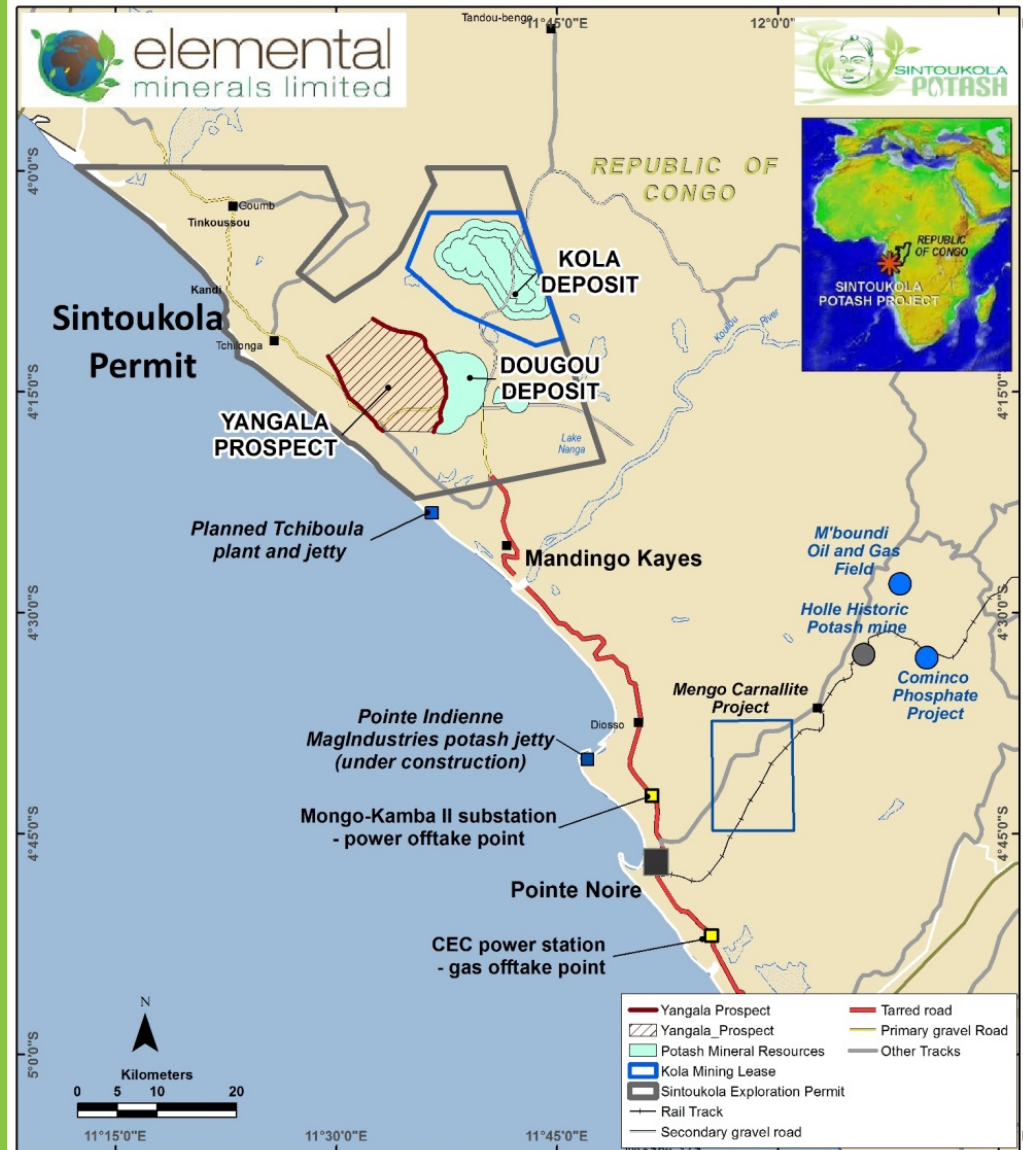 elemental
minerals limited
Tandou-bengo
11°45'0"E
12°0'0"E
SINTOUKOLA
POTASH
4°0'0"S
4°0'0"S
REPUBLIC OF
CONGO
REPUBLIC
OF CONGO
SINTOUKOLA
POTASH PROJECT
Goumb
Tinkoussou
KOLA
DEPOSIT
Kandi
Sintoukola
Permit
Tchilonga
Kouilou River
DOUGOU
DEPOSIT
4°15'0"S
4°15'0"S
YANGALA
PROSPECT
Lake
Nanga
Planned Tchiboula
plant and jetty
Mandingo Kayes
M'boundi
Oil and Gas
Field
4°30'0"S
4°30'0"S
Holle Historic
Potash mine
Cominco
Phosphate
Project
Mengo Carnallite
Project
Pointe Indienne
MagIndustries potash jetty
(under construction)
Diosso
Mongo-Kamba II substation
- power offtake point
4°45'0"S
4°45'0"S
Pointe Noire
CEC power station
- gas offtake point
N
5°0'0"S
Kilometers
0 5 10 20
Yangala Prospect
Yangala_Prospect
Potash Mineral Resources
Kola Mining Lease
Sintoukola Exploration Permit
Rail Track
Secondary gravel road
Tarred road
Primary gravel Road
Other Tracks
11°15'0"E
11°30'0"E
11°45'0"E